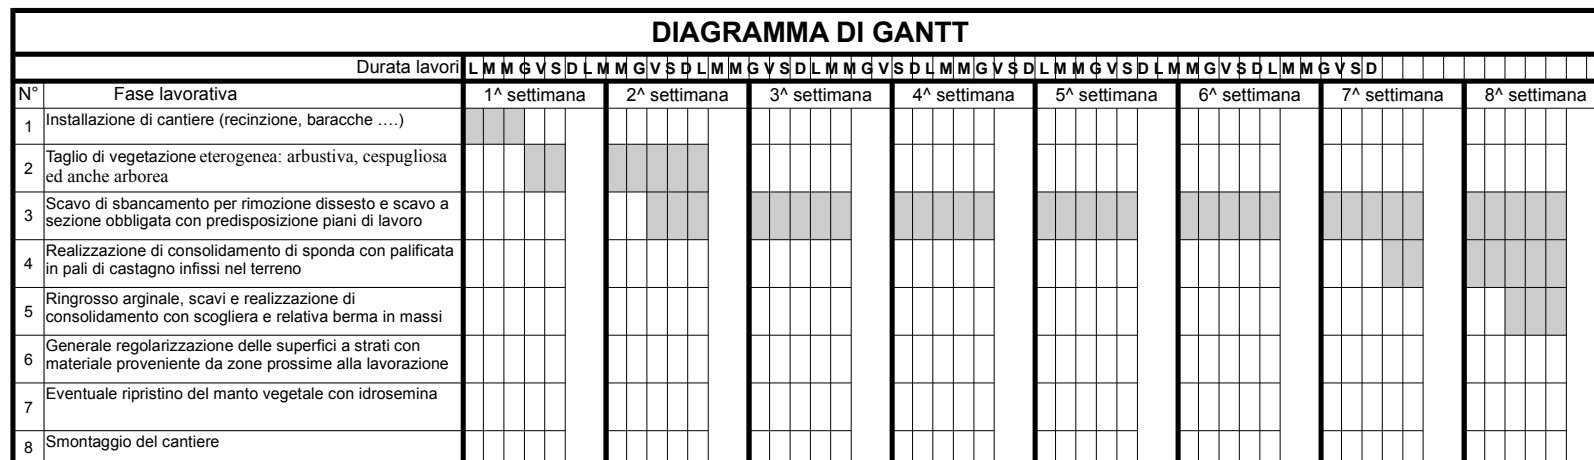 DIAGRAMMA DI GANTT
Durata lavori L M M G V S D L M M G V S D L M M G V S D L M M G V S D L M M G V S D L M M G V S D L M M G V S D L M M G V S D
N° Fase lavorativa 1^ settimana 2^ settimana 3^ settimana 4^ settimana 5^ settimana 6^ settimana 7^ settimana 8^ settimana
1 Installazione di cantiere (recinzione, baracche ….)
2 Taglio di vegetazione eterogenea: arbustiva, cespugliosa
ed anche arborea
3 Scavo di sbancamento per rimozione dissesto e scavo a
sezione obbligata con predisposizione piani di lavoro
4 Realizzazione di consolidamento di sponda con palificata
in pali di castagno infissi nel terreno
5 Ringrosso arginale, scavi e realizzazione di
consolidamento con scogliera e relativa berma in massi
6 Generale regolarizzazione delle superfici a strati con
materiale proveniente da zone prossime alla lavorazione
7 Eventuale ripristino del manto vegetale con idrosemina
8 Smontaggio del cantiere